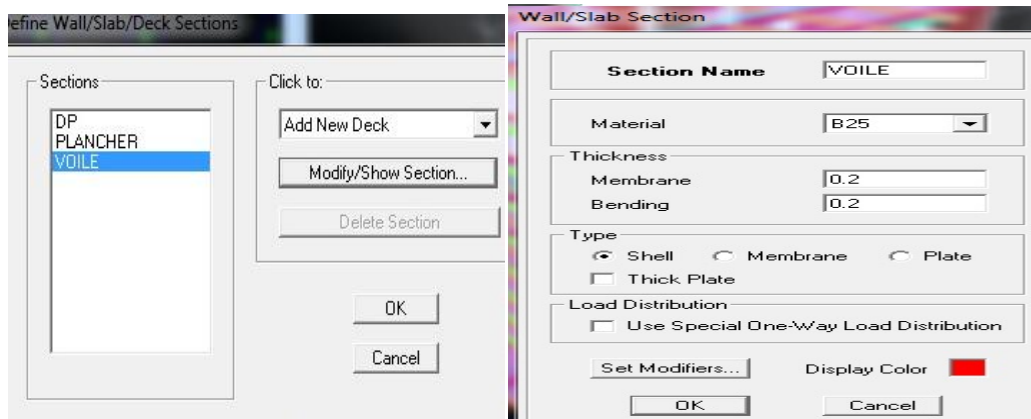 efine Wall/Slab/Deck Sections
Sections
DP
PLANCHER
VOILE
Click to:
Add New Deck
Modify/Show Section...
Delete Section
OK
Cancel
Wall/Slab Section
Section Name VOILE
Material B25
Thickness
Membrane 0.2
Bending 0.2
Type
Shell Membrane Plate
Thick Plate
Load Distribution
Use Special One-Way Load Distribution
Set Modifiers... Display Color
OK Cancel